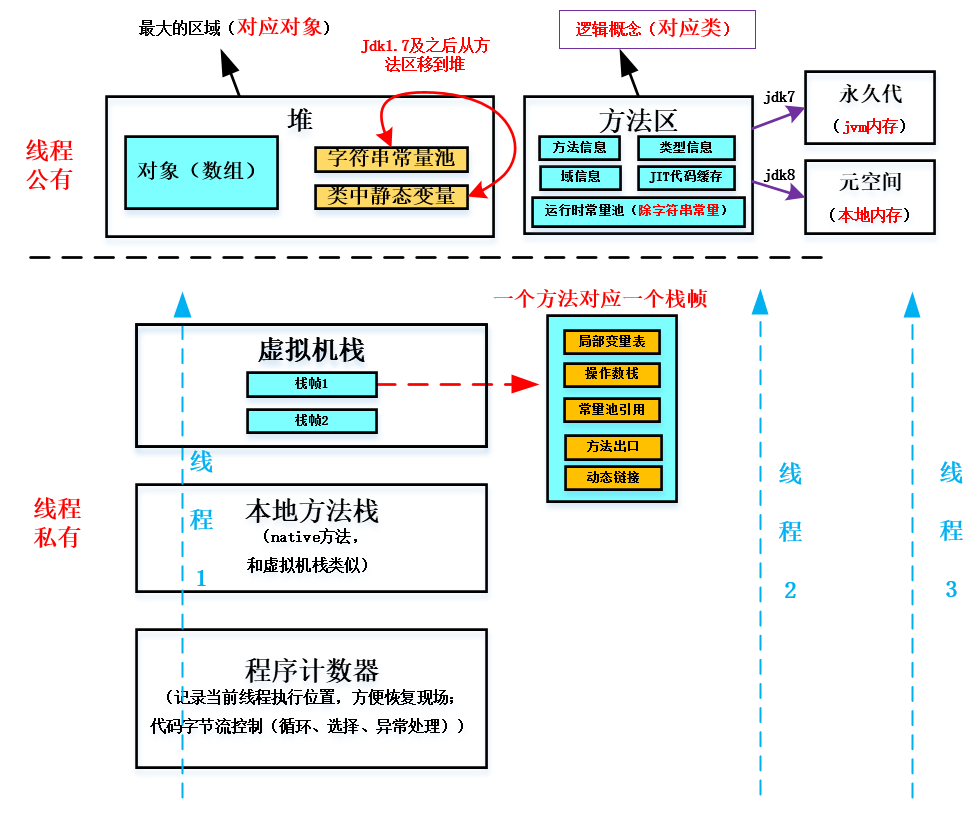 最大的区域（对应对象）
逻辑概念（对应类）
Jdk1.7及之后从方
法区移到堆
线程
公有
堆
对象（数组）
字符串常量池
类中静态变量
方法区
方法信息
类型信息
域信息
JIT代码缓存
运行时常量池（除字符串常量）
jdk7
永久代
（jvm内存）
jdk8
元空间
（本地内存）
一个方法对应一个栈帧
虚拟机栈
栈帧1
栈帧2
局部变量表
操作数栈
常量池引用
方法出口
动态链接
线程
私有
本地方法栈
（native方法，
和虚拟机栈类似）
程序计数器
（记录当前线程执行位置，方便恢复现场；
代码字节流控制（循环、选择、异常处理））
线
程
1
线
程
2
线
程
3